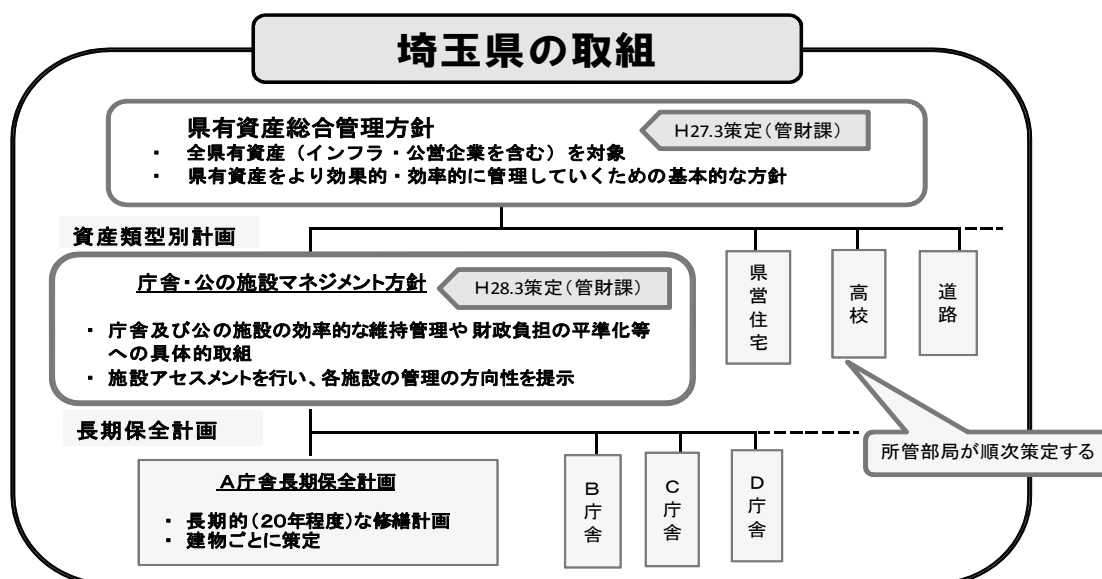 埼玉県の取組
県有資産総合管理方針
H27.3策定(管財課)
・ 全県有資産(インフラ・公営企業を含む)を対象
・ 県有資産をより効果的・効率的に管理していくための基本的な方針
資産類型別計画
庁舎・公の施設マネジメント方針
H28.3策定(管財課)
・ 庁舎及び公の施設の効率的な維持管理や財政負担の平準化等
への具体的取組
・ 施設アセスメントを行い、各施設の管理の方向性を提示
県営住宅
高校
道路
所管部局が順次策定する
長期保全計画
A庁舎長期保全計画
・ 長期的(20年程度)な修繕計画
・ 建物ごとに策定
B庁舎
C庁舎
D庁舎